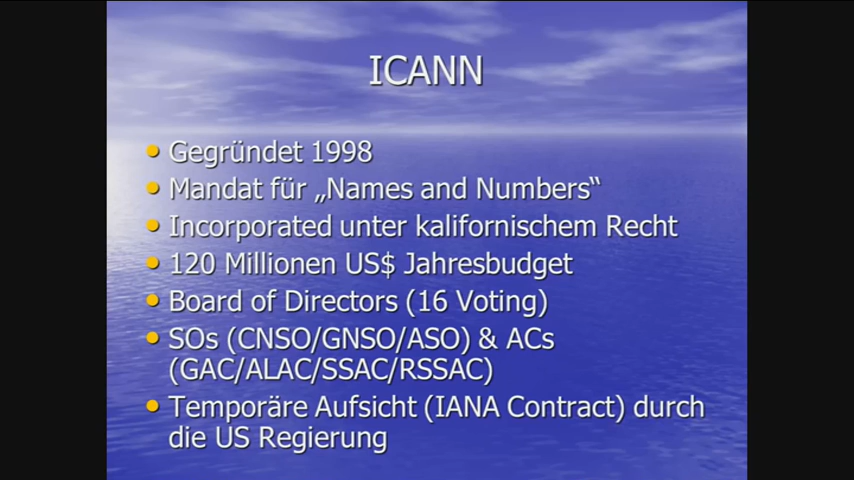 ICANN
• Gegründet 1998
• Mandat für „Names and Numbers“
• Incorporated unter kalifornischem Recht
• 120 Millionen US$ Jahresbudget
• Board of Directors (16 Voting)
• SOs (CNSO/GNSO/ASO) & ACs
(GAC/ALAC/SSAC/RSSAC)
• Temporäre Aufsicht (IANA Contract) durch
die US Regierung